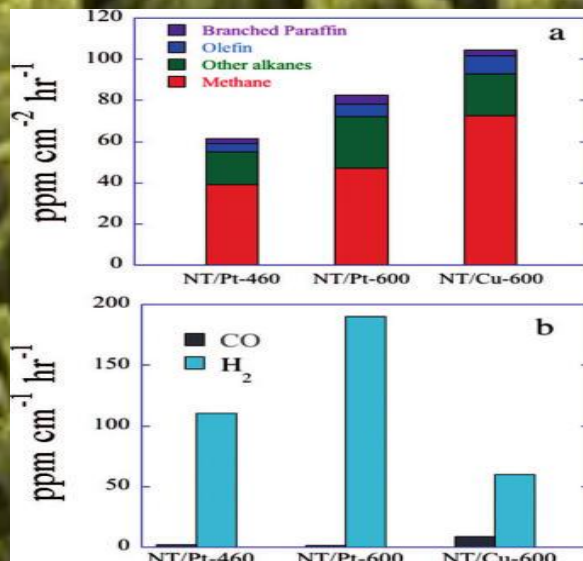 120
100
80
60
40
20
0
ppm cm⁻² hr⁻¹
Branched Paraffin
Olefin
Other alkanes
Methane
a
NT/Pt-460 NT/Pt-600 NT/Cu-600
200
150
100
50
0
ppm cm⁻¹ hr⁻¹
CO
H₂
b
NT/Pt-460 NT/Pt-600 NT/Cu-600